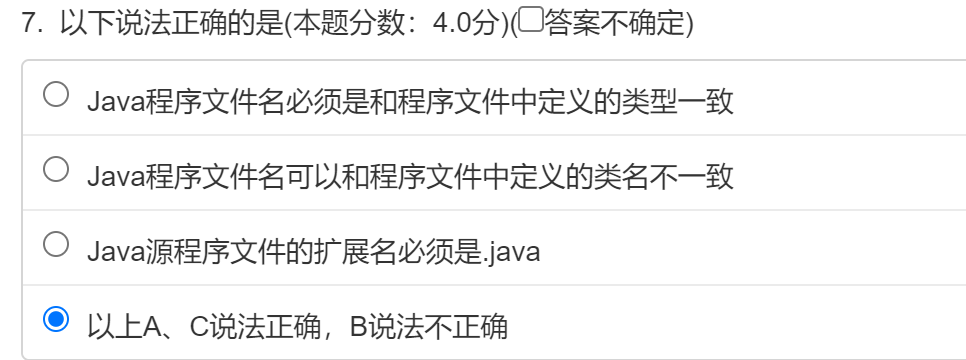 7. 以下说法正确的是(本题分数：4.0分)(答案不确定)
Java程序文件名必须是和程序文件中定义的类型一致
Java程序文件名可以和程序文件中定义的类名不一致
Java源程序文件的扩展名必须是.java
以上A、C说法正确，B说法不正确